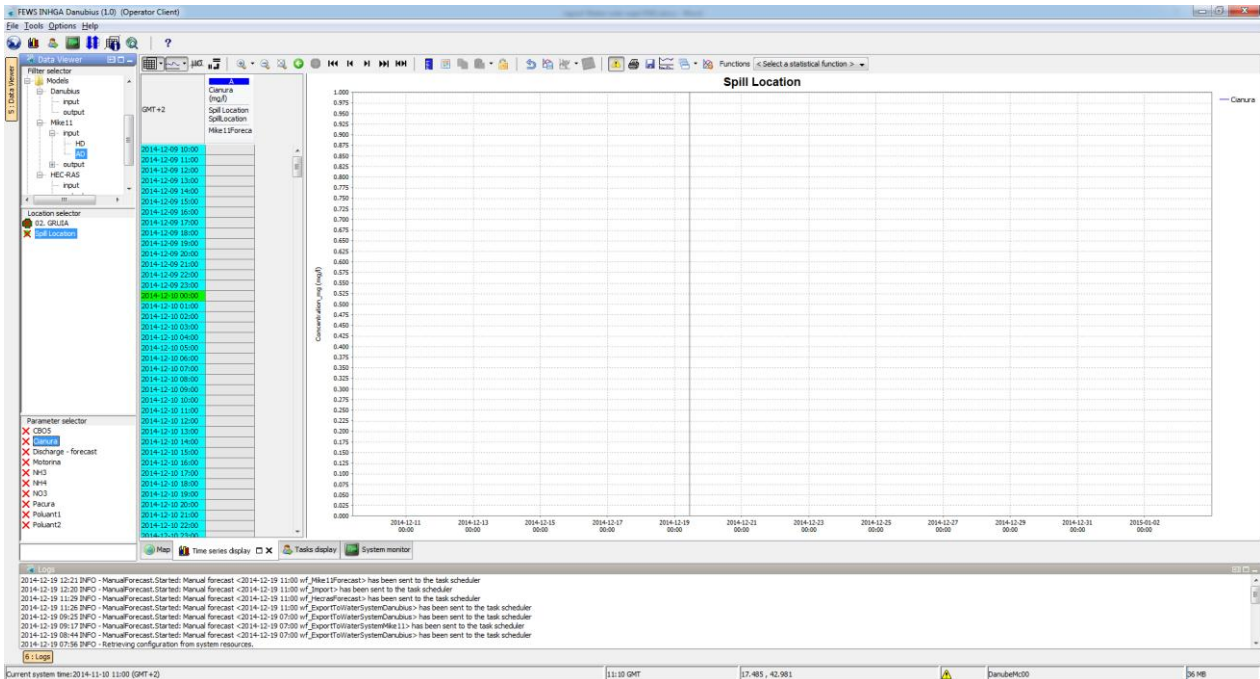 FEWS INHGA Danubius (1.0) (Operator Client)
File Tools Options Help
5 : Data Viewer
Data Viewer
Filter selector
Models
Danubius
input
output
Mike11
input
HD
AD
output
HEC-RAS
input
Location selector
02. GRUIA
Spill Location
Parameter selector
CBO5
Cianura
Discharge - forecast
Motorina
NH3
NH4
NO3
Pacura
Poluant1
Poluant2
Functions < Select a statistical function >
GMT+2
A
Cianura
(mg/l)
Spill Location
SpillLocation
Mike11Foreca
2014-12-09 10:00
2014-12-09 11:00
2014-12-09 12:00
2014-12-09 13:00
2014-12-09 14:00
2014-12-09 15:00
2014-12-09 16:00
2014-12-09 17:00
2014-12-09 18:00
2014-12-09 19:00
2014-12-09 20:00
2014-12-09 21:00
2014-12-09 22:00
2014-12-09 23:00
2014-12-10 00:00
2014-12-10 01:00
2014-12-10 02:00
2014-12-10 03:00
2014-12-10 04:00
2014-12-10 05:00
2014-12-10 06:00
2014-12-10 07:00
2014-12-10 08:00
2014-12-10 09:00
2014-12-10 10:00
2014-12-10 11:00
2014-12-10 12:00
2014-12-10 13:00
2014-12-10 14:00
2014-12-10 15:00
2014-12-10 16:00
2014-12-10 17:00
2014-12-10 18:00
2014-12-10 19:00
2014-12-10 20:00
2014-12-10 21:00
2014-12-10 22:00
2014-12-10 23:00
Spill Location
Cianura
Concentration_mg (mg/l)
1.000
0.975
0.950
0.925
0.900
0.875
0.850
0.825
0.800
0.775
0.750
0.725
0.700
0.675
0.650
0.625
0.600
0.575
0.550
0.525
0.500
0.475
0.450
0.425
0.400
0.375
0.350
0.325
0.300
0.275
0.250
0.225
0.200
0.175
0.150
0.125
0.100
0.075
0.050
0.025
0.000
2014-12-11 2014-12-13 2014-12-15 2014-12-17 2014-12-19 2014-12-21 2014-12-23 2014-12-25 2014-12-27 2014-12-29 2014-12-31 2015-01-02
00:00 00:00 00:00 00:00 00:00 00:00 00:00 00:00 00:00 00:00 00:00 00:00
Map Time series display Tasks display System monitor
Logs
2014-12-19 12:21 INFO - ManualForecast.Started: Manual forecast <2014-12-19 11:00 wf_Mike11Forecast> has been sent to the task scheduler
2014-12-19 12:20 INFO - ManualForecast.Started: Manual forecast <2014-12-19 11:00 wf_Import> has been sent to the task scheduler
2014-12-19 11:29 INFO - ManualForecast.Started: Manual forecast <2014-12-19 11:00 wf_HecrasForecast> has been sent to the task scheduler
2014-12-19 11:26 INFO - ManualForecast.Started: Manual forecast <2014-12-19 11:00 wf_ExportToWaterSystemDanubius> has been sent to the task scheduler
2014-12-19 09:25 INFO - ManualForecast.Started: Manual forecast <2014-12-19 07:00 wf_ExportToWaterSystemDanubius> has been sent to the task scheduler
2014-12-19 09:17 INFO - ManualForecast.Started: Manual forecast <2014-12-19 07:00 wf_ExportToWaterSystemMike11> has been sent to the task scheduler
2014-12-19 08:44 INFO - ManualForecast.Started: Manual forecast <2014-12-19 07:00 wf_ExportToWaterSystemDanubius> has been sent to the task scheduler
2014-12-19 07:56 INFO - Retrieving configuration from system resources.
6 : Logs
Current system time:2014-11-10 11:00 (GMT+2) 11:10 GMT 17.485 , 42.981 DanubeMc00 36 MB